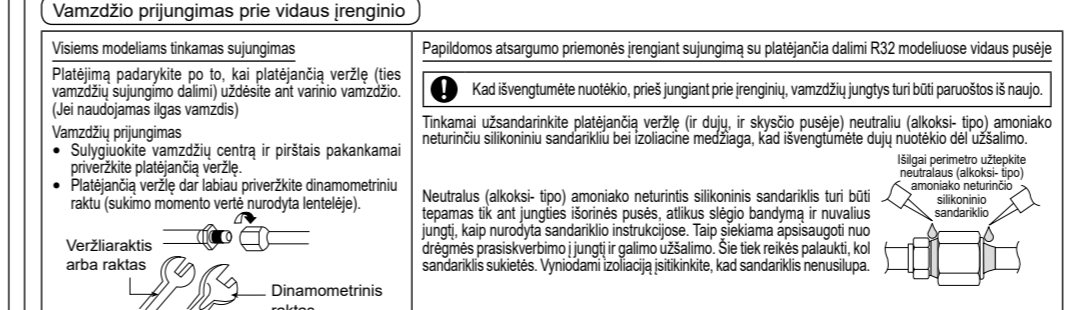 Vamzdžio prijungimas prie vidaus įrenginio
Visiems modeliams tinkamas sujungimas
Platėjimą padarykite po to, kai platėjančią veržlę (ties
vamzdžių sujungimo dalimi) uždėsite ant varinio vamzdžio.
(Jei naudojamas ilgas vamzdis)
Vamzdžių prijungimas
• Sulygiuokite vamzdžių centrą ir pirštais pakankamai
priveržkite platėjančią veržlę.
• Platėjančią veržlę dar labiau priveržkite dinamometriniu
raktu (sukimo momento vertė nurodyta lentelėje).
Veržliaraktis
arba raktas
Dinamometrinis
raktas
Papildomos atsargumo priemonės įrengiant sujungimą su platėjančia dalimi R32 modeliuose vidaus pusėje
Kad išvengtumėte nuotėkio, prieš jungiant prie įrenginių, vamzdžių jungtys turi būti paruoštos iš naujo.
Tinkamai užsandarinkite platėjančią veržlę (ir dujų, ir skysčio pusėje) neutraliu (alkoksi- tipo) amoniako
neturinčiu silikoniniu sandarikliu bei izoliacine medžiaga, kad išvengtumėte dujų nuotėkio dėl užšalimo.
Neutralus (alkoksi- tipo) amoniako neturintis silikoninis sandariklis turi būti
tepamas tik ant jungties išorinės pusės, atlikus slėgio bandymą ir nuvalius
jungtį, kaip nurodyta sandariklio instrukcijose. Taip siekiama apsisaugoti nuo
drėgmės prasiskverbimo į jungtį ir galimo užšalimo. Šie tiek reikės palaukti, kol
sandariklis sukietės. Vyniodami izoliaciją įsitikinkite, kad sandariklis nenusilupa.
Išilgai perimetro užtepkite
neutralaus (alkoksi- tipo)
amoniako neturinčio
silikoninio
sandariklio